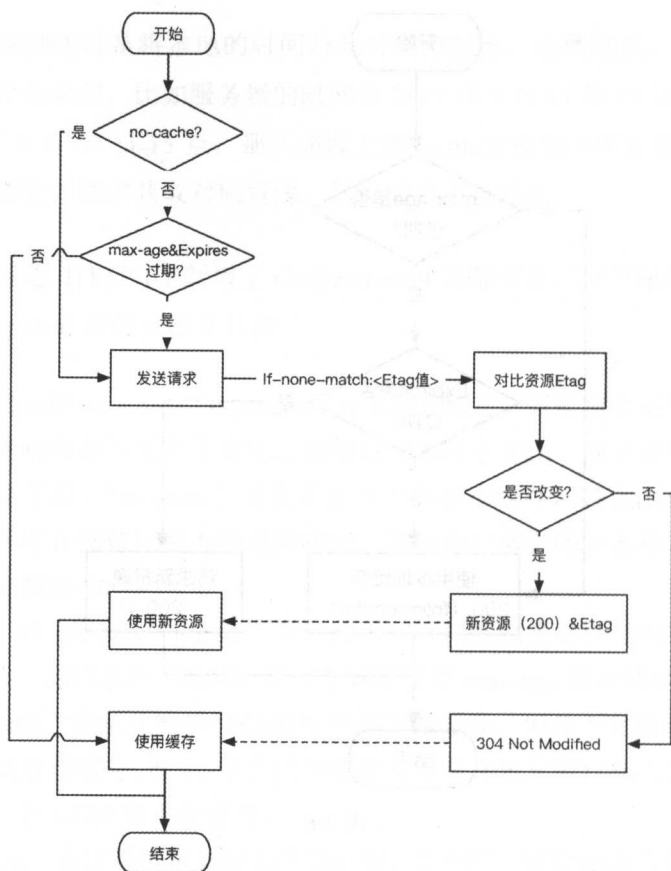 开始
no-cache?
是
否
max-age&Expires
过期?
否
是
发送请求
If-none-match:<Etag值>
对比资源Etag
是否改变?
否
是
使用新资源
新资源（200）&Etag
使用缓存
304 Not Modified
结束